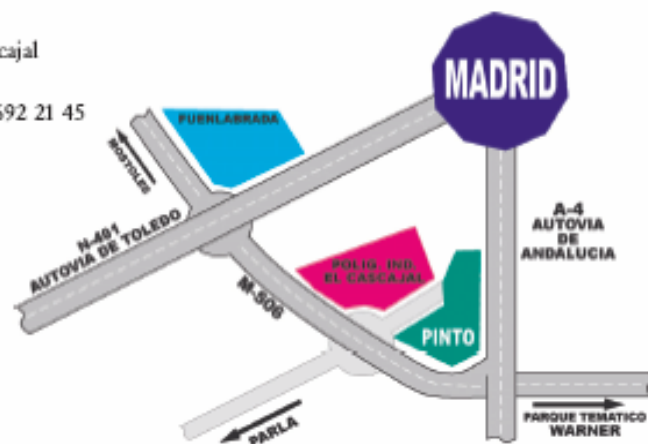 cajal
592 21 45
MADRID
FUENLABRADA
MOSTOLES
N-401
AUTOVIA DE TOLEDO
A-4
AUTOVIA
DE
ANDALUCIA
POLIG. IND.
EL CASCAJAL
M-506
PINTO
PARLA
PARQUE TEMATICO
WARNER